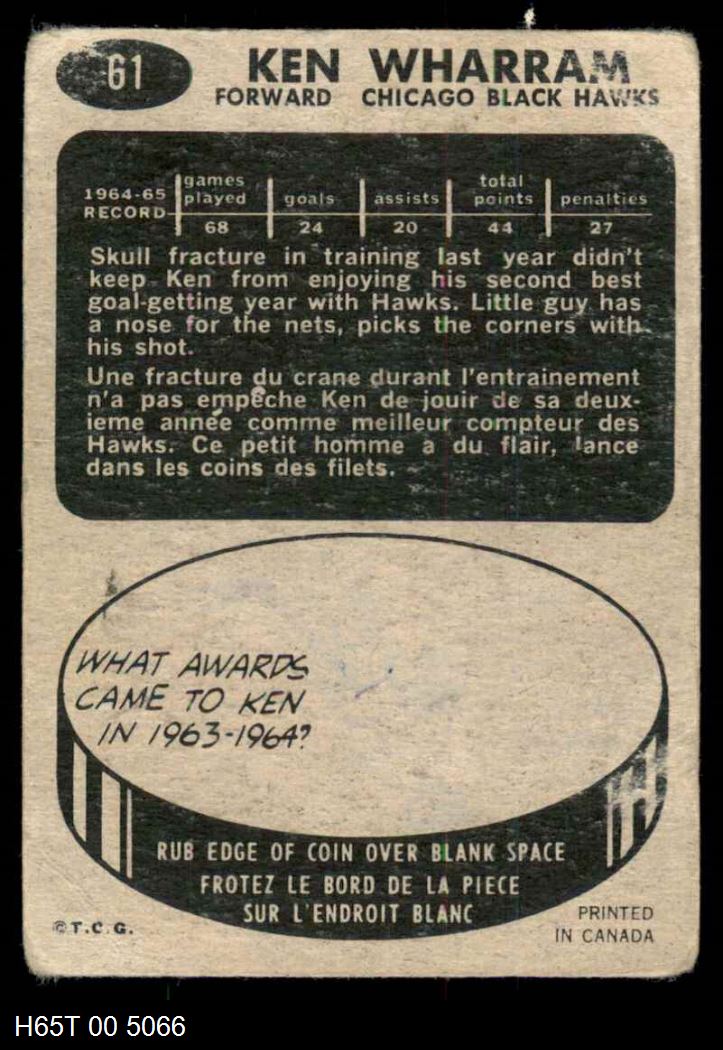 61
KEN WHARRAM
FORWARD CHICAGO BLACK HAWKS
1964-65 RECORD
games played
goals
assists
total points
penalties
68 24 20 44 27
Skull fracture in training last year didn't
keep Ken from enjoying his second best
goal-getting year with Hawks. Little guy has
a nose for the nets, picks the corners with
his shot.
Une fracture du crane durant l'entrainement
n'a pas empêche Ken de jouir de sa deux-
ieme année comme meilleur compteur des
Hawks. Ce petit homme a du flair, lance
dans les coins des filets.
WHAT AWARDS
CAME TO KEN
IN 1963-1964?
RUB EDGE OF COIN OVER BLANK SPACE
FROTEZ LE BORD DE LA PIECE
SUR L'ENDROIT BLANC
©T.C.G.
PRINTED
IN CANADA
H65T 00 5066